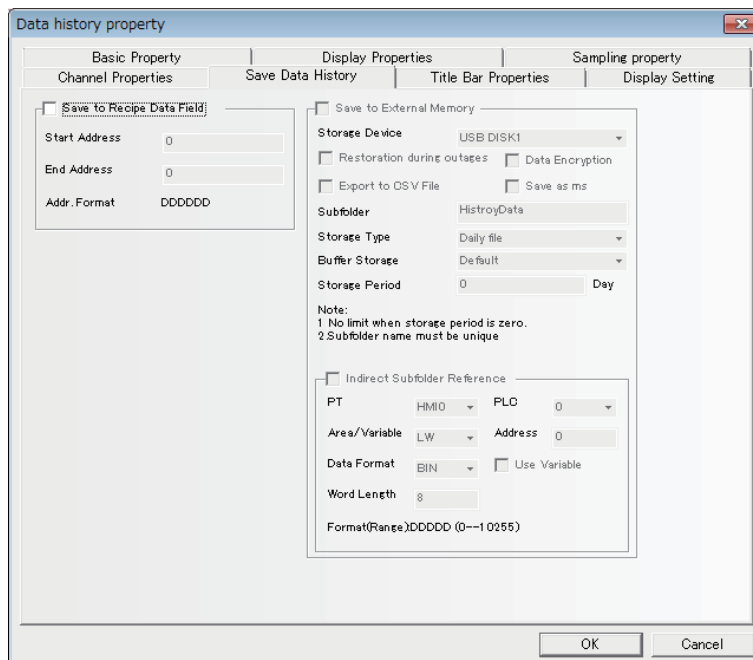 Data history property
Basic Property Display Properties Sampling property
Channel Properties Save Data History Title Bar Properties Display Setting
Save to Recipe Data Field
Start Address 0
End Address 0
Addr. Format DDDDDD
Save to External Memory
Storage Device USB DISK1
Restoration during outages Data Encryption
Export to CSV File Save as ms
Subfolder HistroyData
Storage Type Daily file
Buffer Storage Default
Storage Period 0 Day
Note:
1 No limit when storage period is zero.
2.Subfolder name must be unique
Indirect Subfolder Reference
PT HMI0 PLC 0
Area/Variable LW Address 0
Data Format BIN Use Variable
Word Length 8
Format(Range):DDDDD (0--10255)
OK Cancel